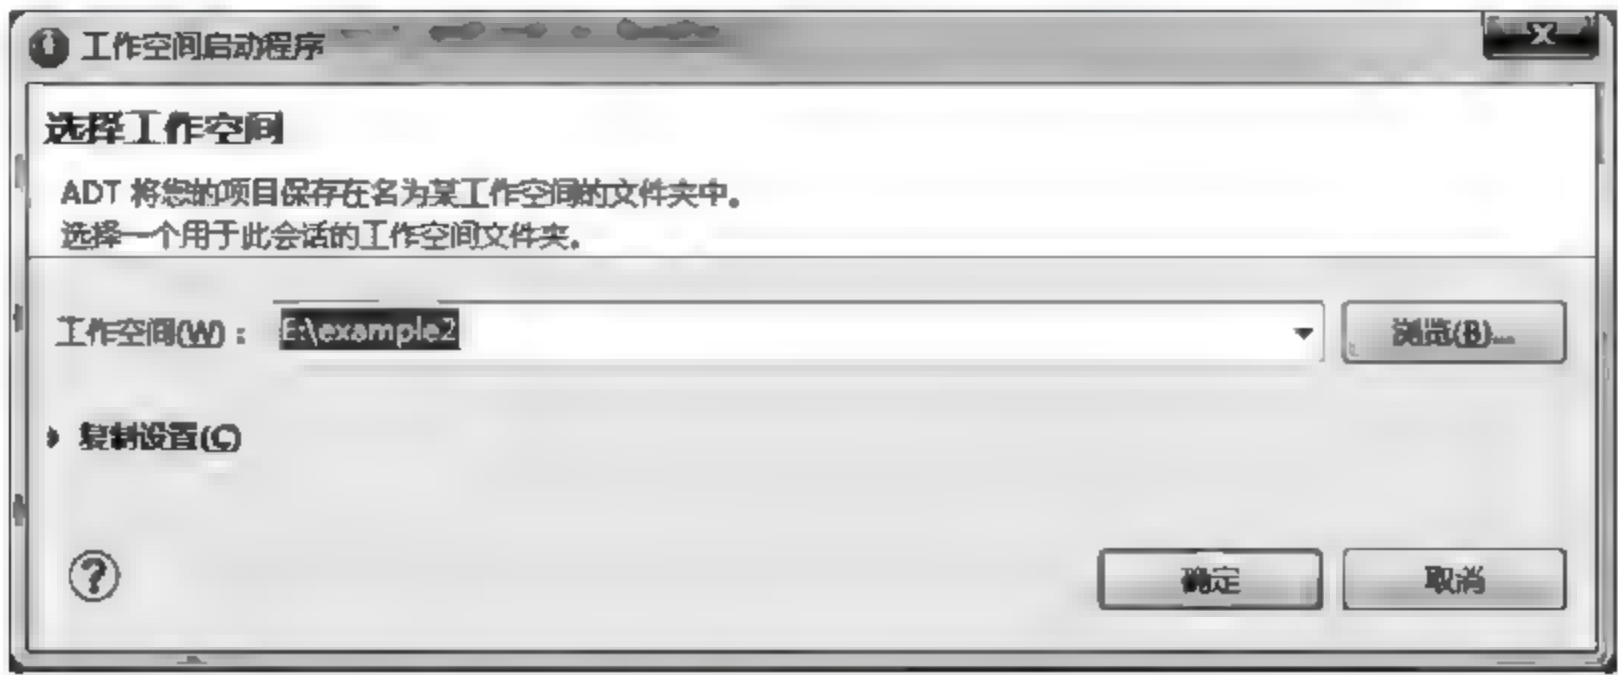 工作空间启动程序
x
选择工作空间
ADT 将您的项目保存在名为某工作空间的文件夹中。
选择一个用于此会话的工作空间文件夹。
工作空间(W)： E:\example2 浏览(B)...
复制设置(C)
?
确定 取消